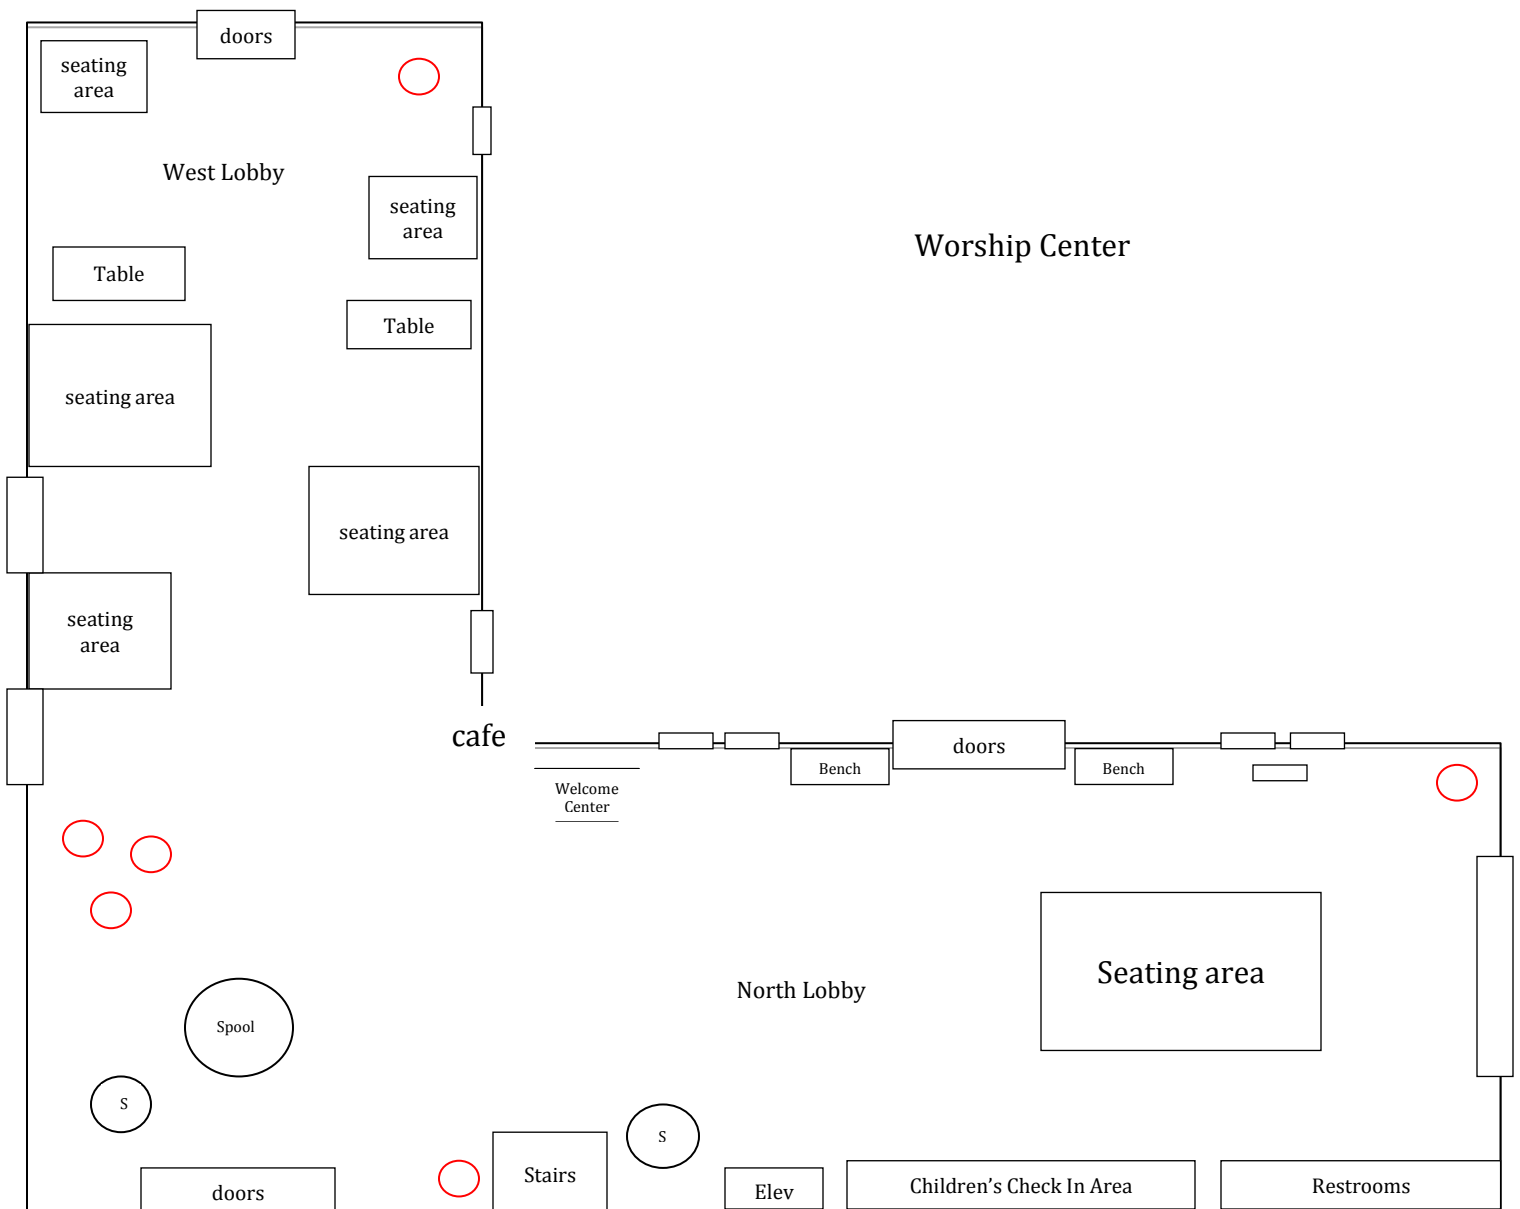 doors
seating
area
West Lobby
seating
area
Worship Center
Table
Table
seating area
seating area
seating
area
cafe
doors
Bench
Bench
Welcome
Center
Seating area
North Lobby
Spool
S
S
Stairs
doors
Elev
Children’s Check In Area
Restrooms